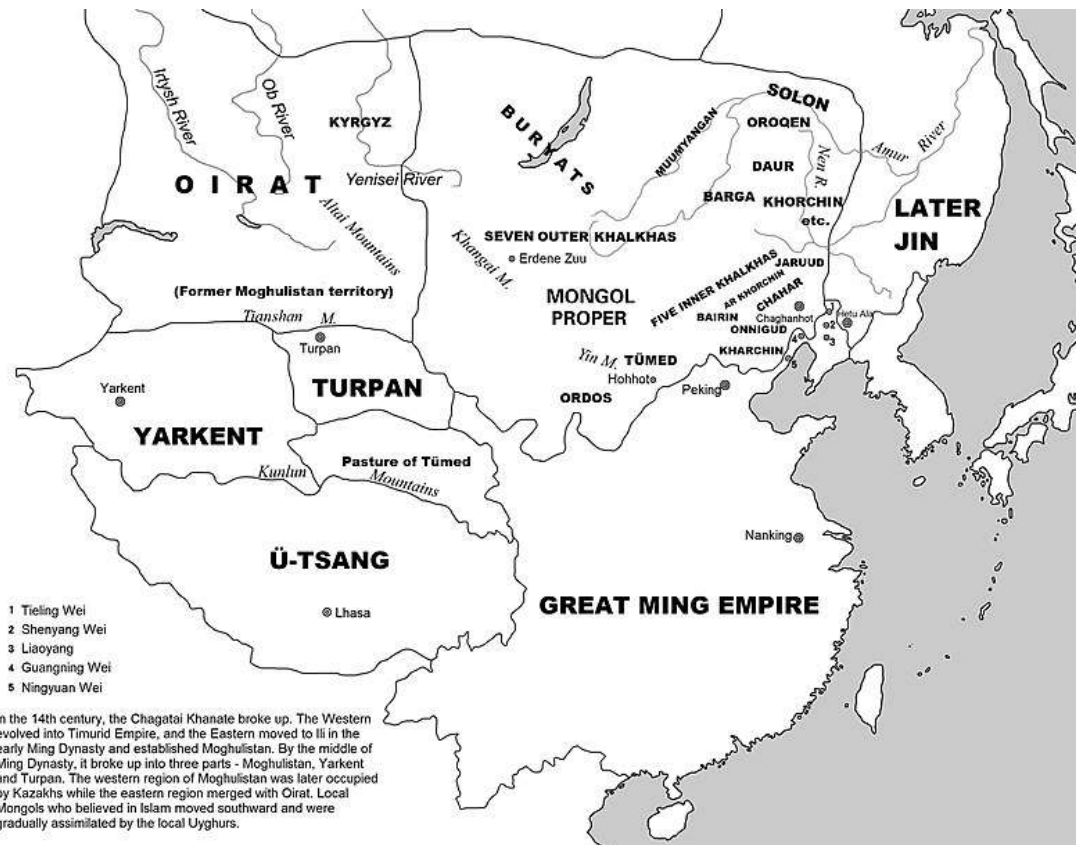 SOLON
OROQEN
BURYATS
MUUMYANGAN
Irtysh River
Ob River
KYRGYZ
Nen R.
Amur River
DAUR
Yenisei River
OIRAT
BARGA
KHORCHIN
etc.
LATER
JIN
Altai Mountains
SEVEN OUTER KHALKHAS
Erdene Zuu
Khangai M.
JARUUD
FIVE INNER KHALKHAS
AR KHORCHIN
CHAHAR
(Former Moghulistan territory)
MONGOL
PROPER
BAIRIN
Chaghanhot
Hetu Ala
1
2
3
4
5
Tianshan M.
ONNIGUD
Turpan
KHARCHIN
Yin M.
TÜMED
Hohhot
Peking
Yarkent
TURPAN
ORDOS
YARKENT
Pasture of Tümed
Kunlun Mountains
Nanking
Ü-TSANG
Lhasa
GREAT MING EMPIRE
1 Tieling Wei
2 Shenyang Wei
3 Liaoyang
4 Guangning Wei
5 Ningyuan Wei
n the 14th century, the Chagatai Khanate broke up. The Western
evolved into Timurid Empire, and the Eastern moved to Ili in the
early Ming Dynasty and established Moghulistan. By the middle of
Ming Dynasty, it broke up into three parts - Moghulistan, Yarkent
and Turpan. The western region of Moghulistan was later occupied
by Kazakhs while the eastern region merged with Oirat. Local
Mongols who believed in Islam moved southward and were
gradually assimilated by the local Uyghurs.